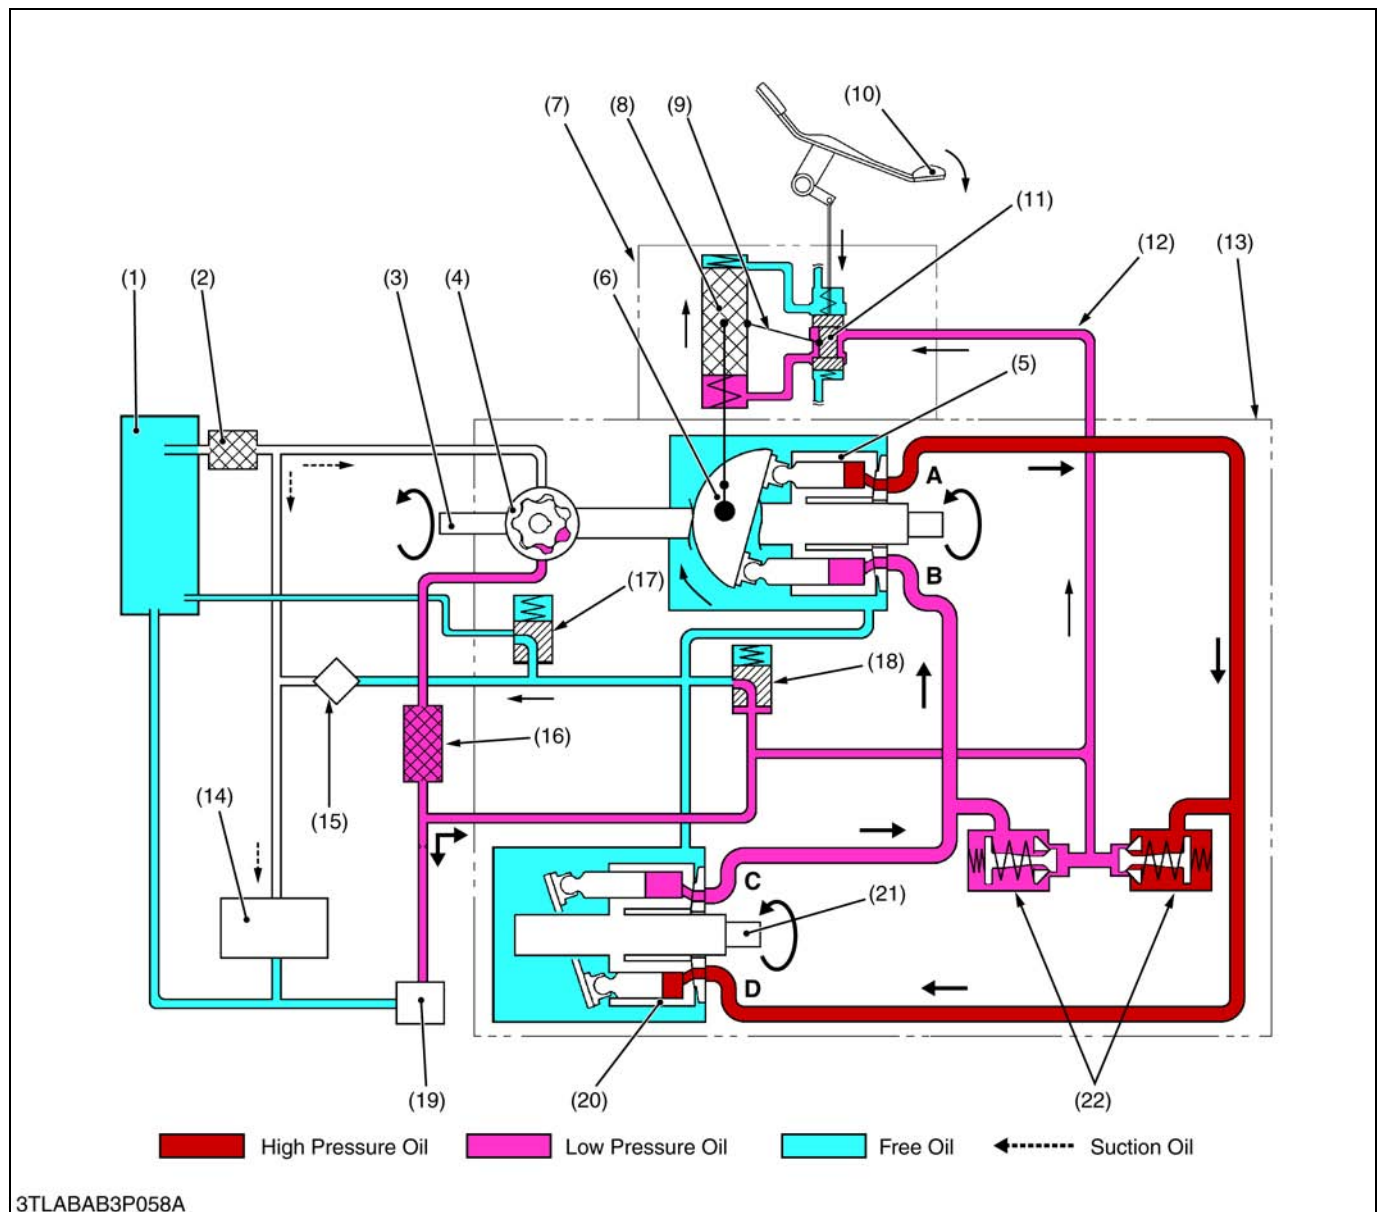 (10)
(7) (8) (9)
(11)
(1) (2) (3) (4) (6) (12) (13)
(5)
A
B
(17)
(18)
(16)
(14)
(15)
C
(21)
D
(19) (20) (22)
High Pressure Oil Low Pressure Oil Free Oil Suction Oil
3TLABAB3P058A